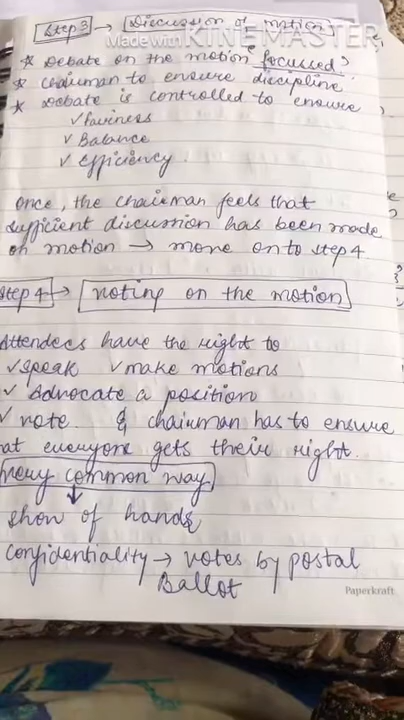 Step 3 → Discussion of motion
Made with KINEMASTER
* Debate on the motion "focussed"
* Chairman to ensure discipline
* Debate is controlled to ensure
✓ Fairness
✓ Balance
✓ Efficiency.
Once, the chairman feels that
sufficient discussion has been made
on motion → move on to step 4
Step 4 → Voting on the motion
Attendees have the right to
✓ speak ✓ make motions
✓ Advocate a position
✓ vote. & chairman has to ensure
at everyone gets their right.
very common way
↓
show of hands
Confidentiality → votes by postal
Ballot
Paperkraft